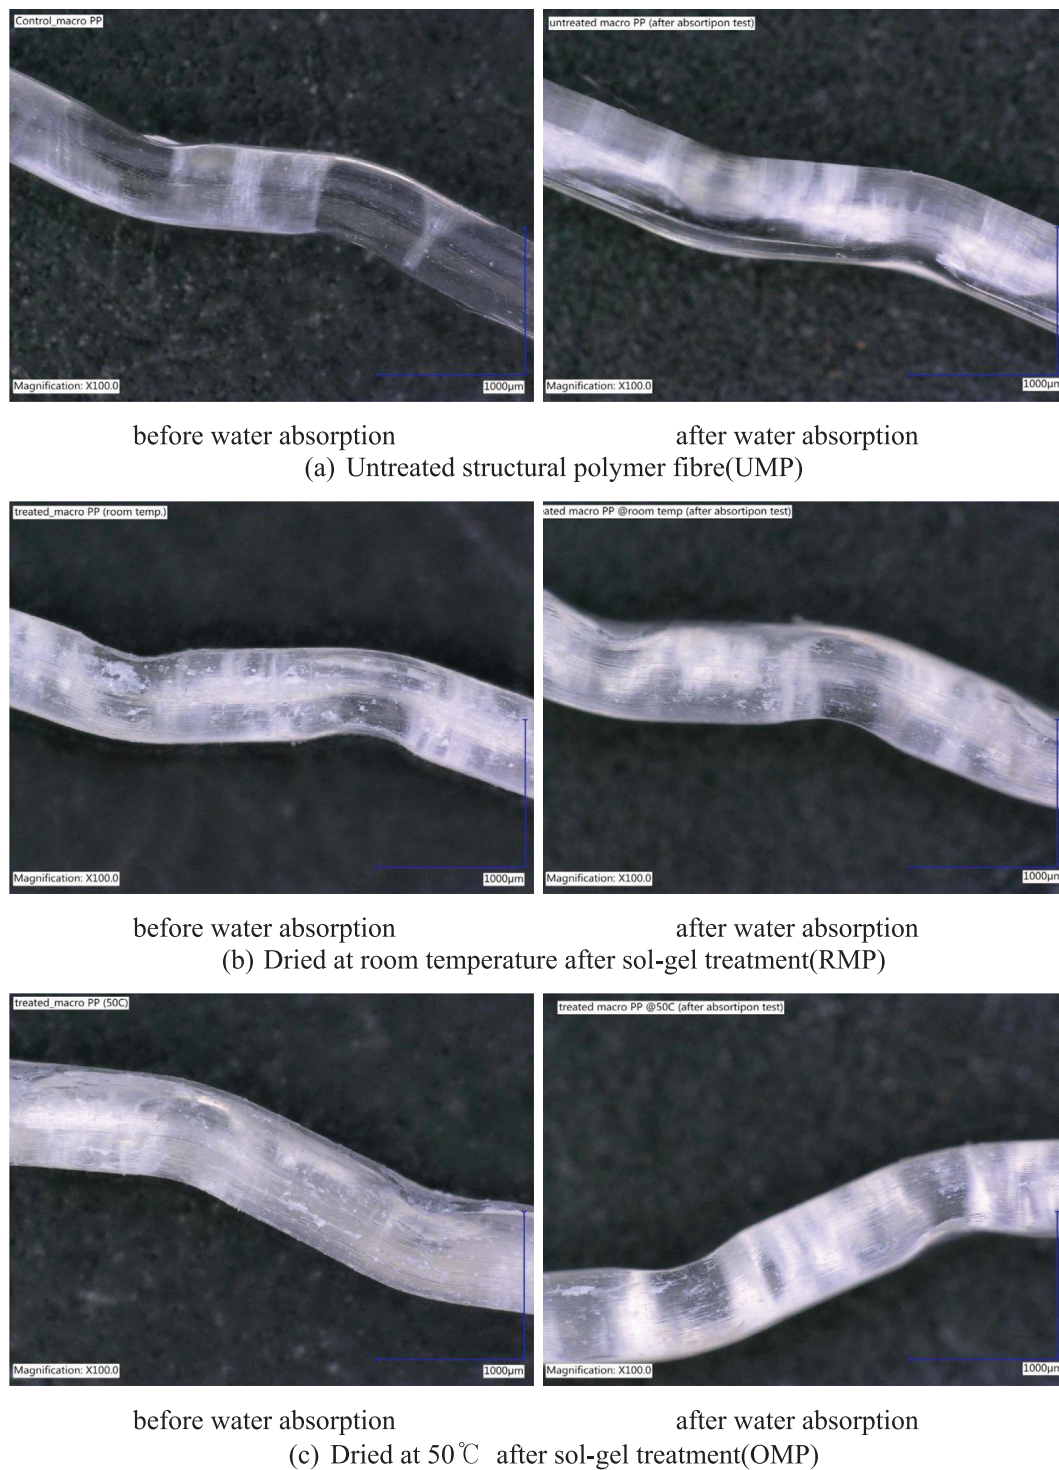 Control_macro PP
untreated macro PP (after absortipon test)
Magnification: X100.0
1000µm
Magnification: X100.0
1000µm
before water absorption
after water absorption
(a) Untreated structural polymer fibre(UMP)
treated_macro PP (room temp.)
eated macro PP @room temp (after absortipon test)
Magnification: X100.0
1000µm
Magnification: X100.0
1000µm
before water absorption
after water absorption
(b) Dried at room temperature after sol-gel treatment(RMP)
treated_macro PP (50C)
treated macro PP @50C (after absortipon test)
Magnification: X100.0
1000µm
Magnification: X100.0
1000µm
before water absorption
after water absorption
(c) Dried at 50℃ after sol-gel treatment(OMP)